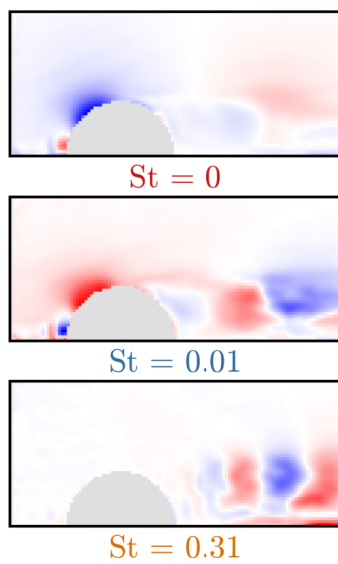 St = 0
St = 0.01
St = 0.31